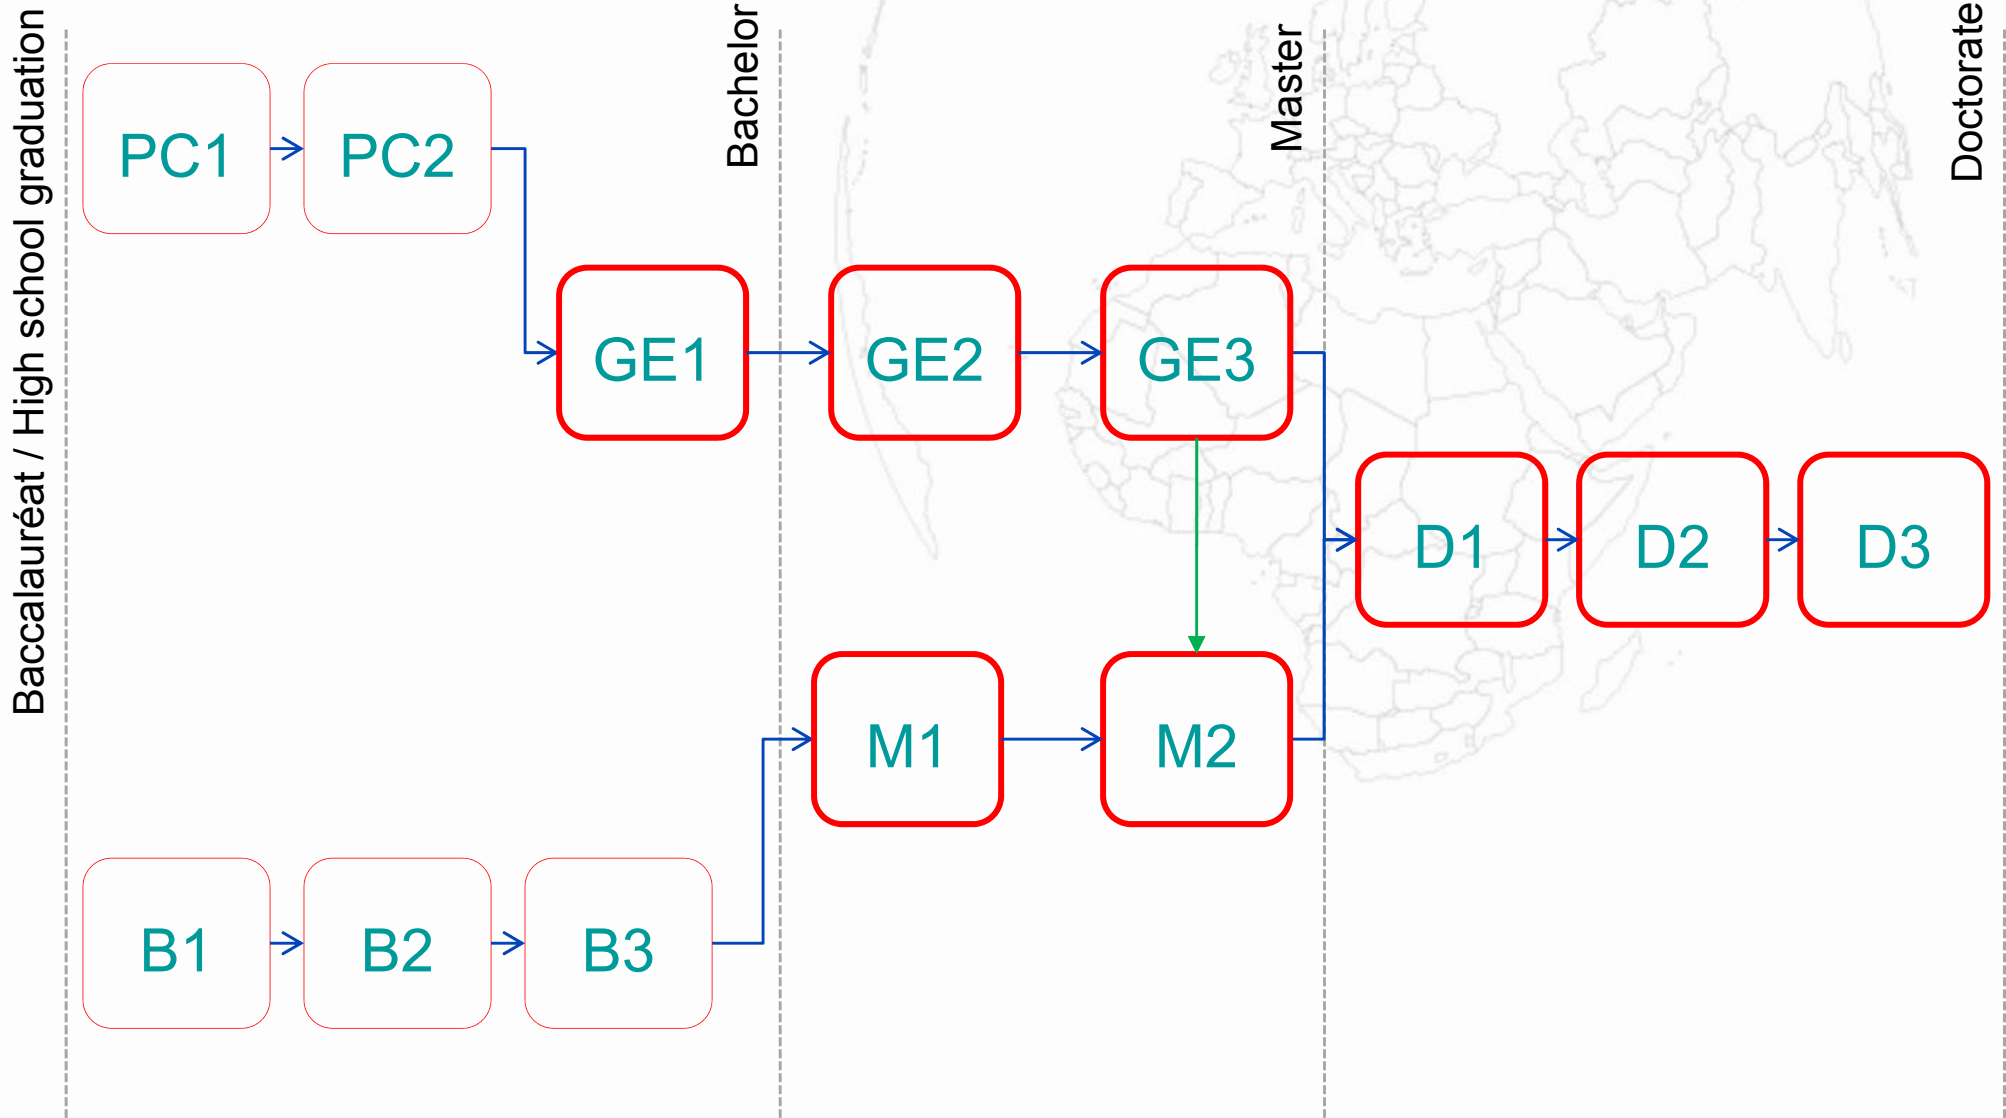 Baccalauréat / High school graduation
Bachelor
Master
Doctorate
PC1
PC2
GE1
GE2
GE3
D1
D2
D3
M1
M2
B1
B2
B3